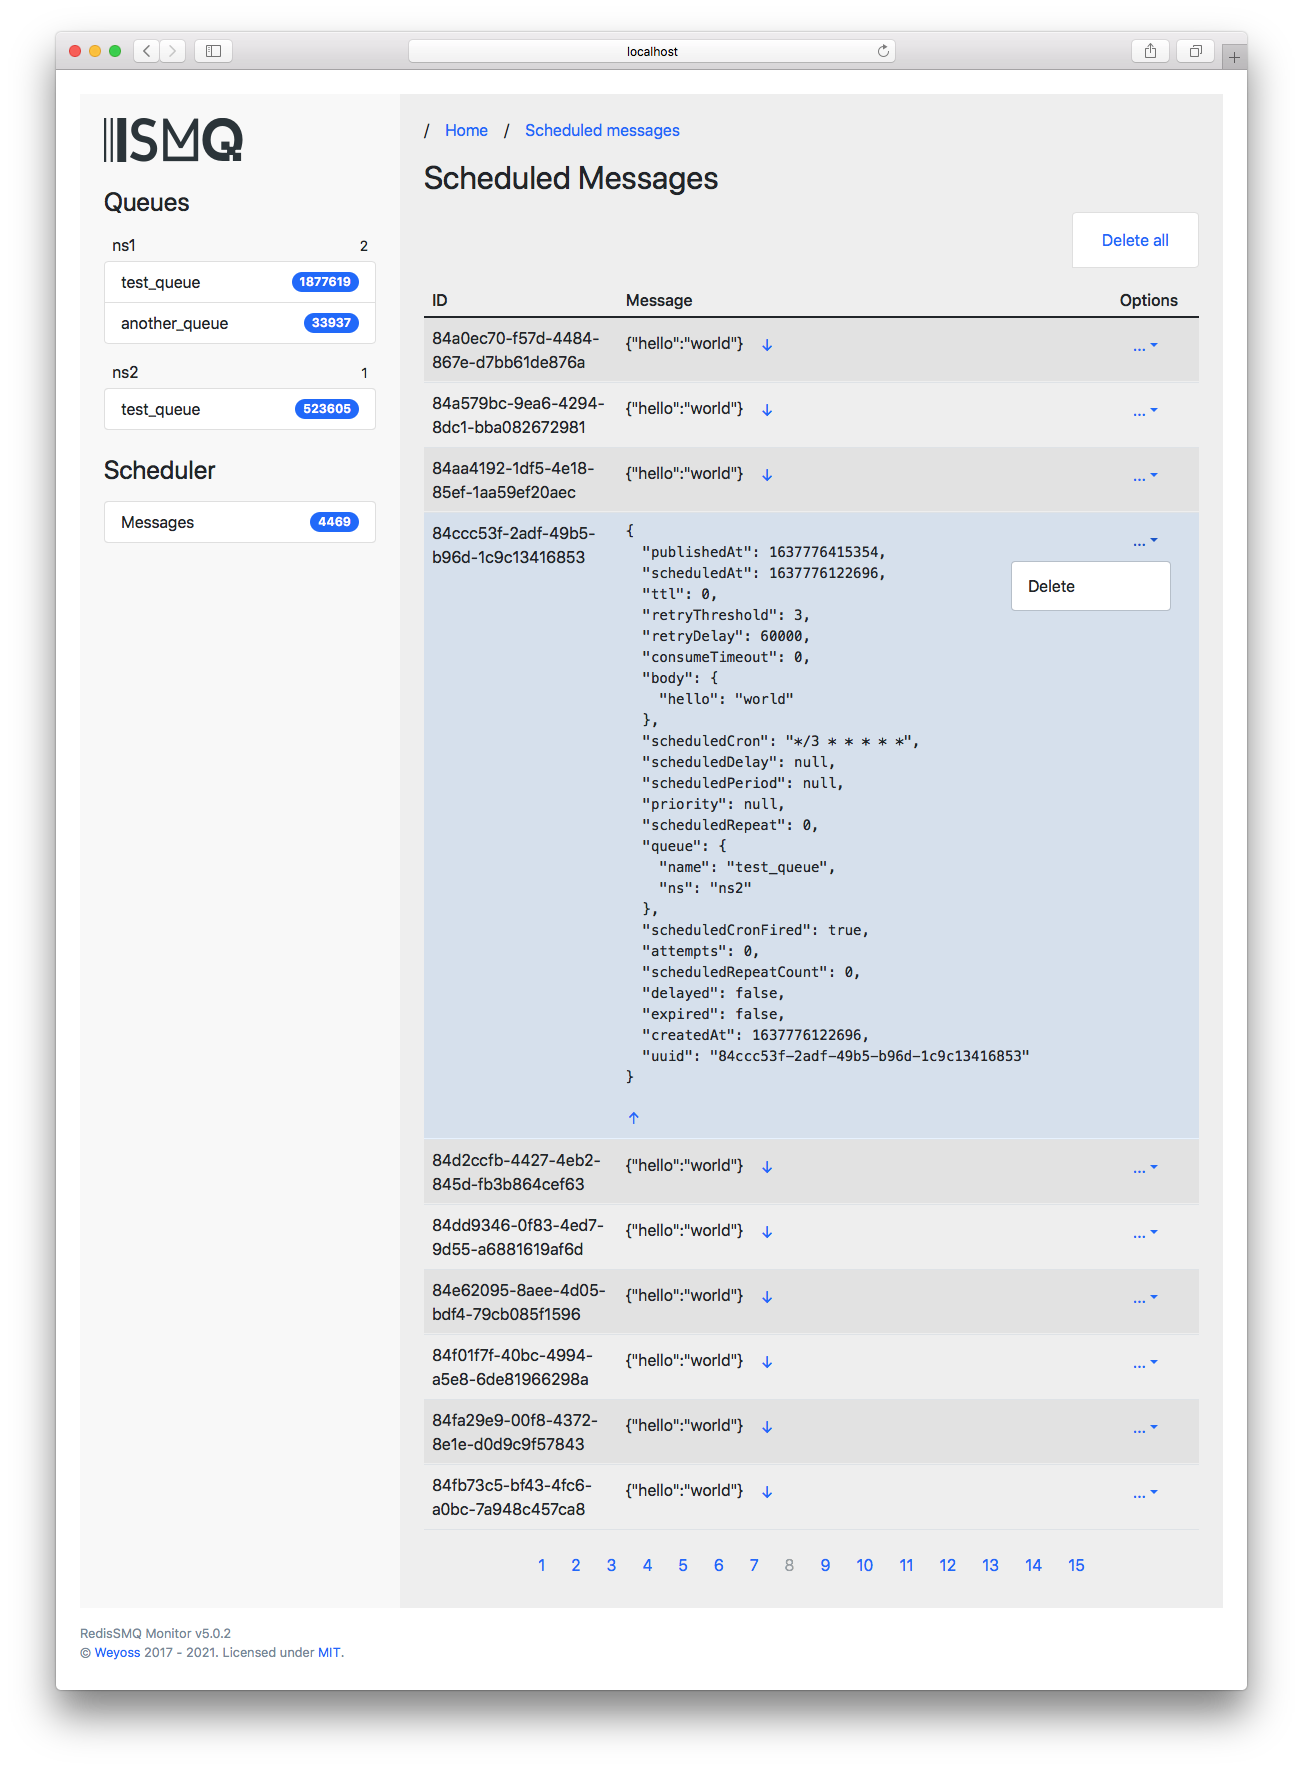 localhost
ISMQ
Queues
ns1 2
test_queue 1877619
another_queue 33937
ns2 1
test_queue 523605
Scheduler
Messages 4469
/ Home / Scheduled messages
Scheduled Messages
Delete all
ID Message Options
84a0ec70-f57d-4484-
867e-d7bb61de876a
{"hello":"world"} ↓ ...
84a579bc-9ea6-4294-
8dc1-bba082672981
{"hello":"world"} ↓ ...
84aa4192-1df5-4e18-
85ef-1aa59ef20aec
{"hello":"world"} ↓ ...
84ccc53f-2adf-49b5-
b96d-1c9c13416853
...
Delete
{
"publishedAt": 1637776415354,
"scheduledAt": 1637776122696,
"ttl": 0,
"retryThreshold": 3,
"retryDelay": 60000,
"consumeTimeout": 0,
"body": {
"hello": "world"
},
"scheduledCron": "*/3 * * * * *",
"scheduledDelay": null,
"scheduledPeriod": null,
"priority": null,
"scheduledRepeat": 0,
"queue": {
"name": "test_queue",
"ns": "ns2"
},
"scheduledCronFired": true,
"attempts": 0,
"scheduledRepeatCount": 0,
"delayed": false,
"expired": false,
"createdAt": 1637776122696,
"uuid": "84ccc53f-2adf-49b5-b96d-1c9c13416853"
}
↑
84d2ccfb-4427-4eb2-
845d-fb3b864cef63
{"hello":"world"} ↓ ...
84dd9346-0f83-4ed7-
9d55-a6881619af6d
{"hello":"world"} ↓ ...
84e62095-8aee-4d05-
bdf4-79cb085f1596
{"hello":"world"} ↓ ...
84f01f7f-40bc-4994-
a5e8-6de81966298a
{"hello":"world"} ↓ ...
84fa29e9-00f8-4372-
8e1e-d0d9c9f57843
{"hello":"world"} ↓ ...
84fb73c5-bf43-4fc6-
a0bc-7a948c457ca8
{"hello":"world"} ↓ ...
1 2 3 4 5 6 7 8 9 10 11 12 13 14 15
RedisSMQ Monitor v5.0.2
© Weyoss 2017 - 2021. Licensed under MIT.